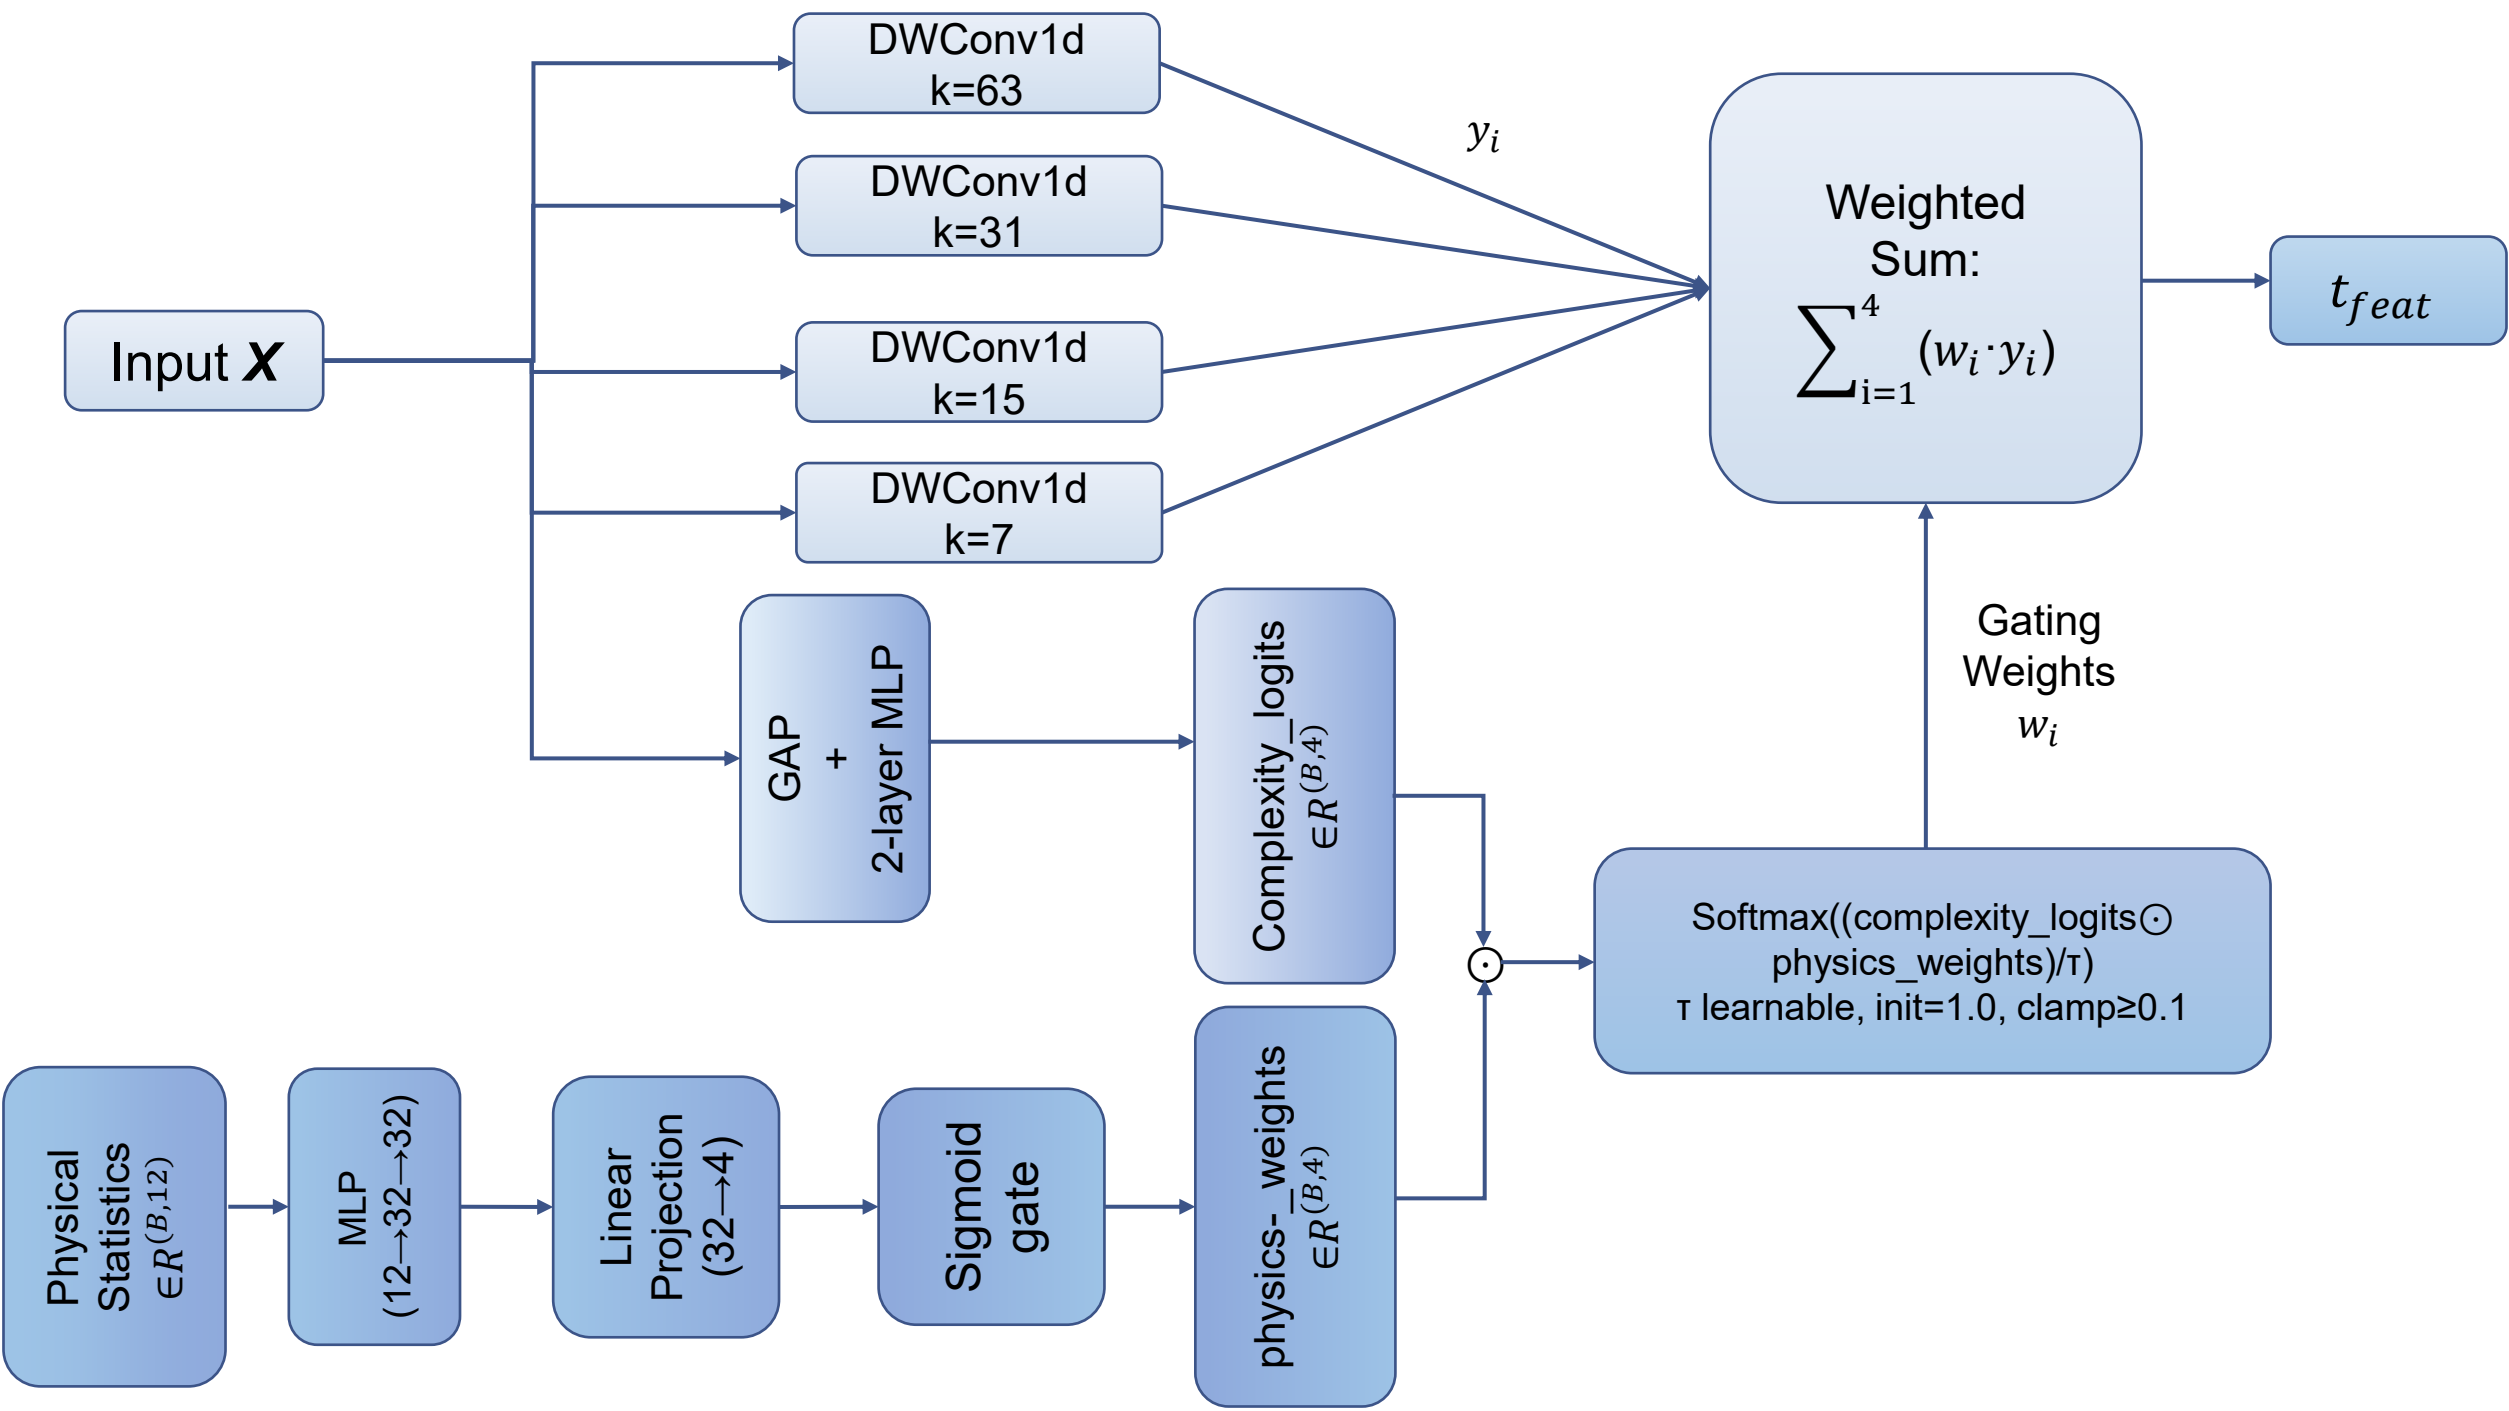 DWConv1d
k=63
DWConv1d
k=31
DWConv1d
k=15
DWConv1d
k=7
Input X
y_i
Weighted
Sum:
∑_{i=1}^{4}(w_i·y_i)
t_{feat}
GAP
+
2-layer MLP
Complexity_logits
∈R^{(B,4)}
Gating
Weights
w_i
⊙
Softmax((complexity_logits⊙
physics_weights)/τ)
τ learnable, init=1.0, clamp≥0.1
Physical
Statistics
∈R^{(B,12)}
MLP
(12→32→32)
Linear
Projection
(32→4)
Sigmoid
gate
physics-_weights
∈R^{(B,4)}